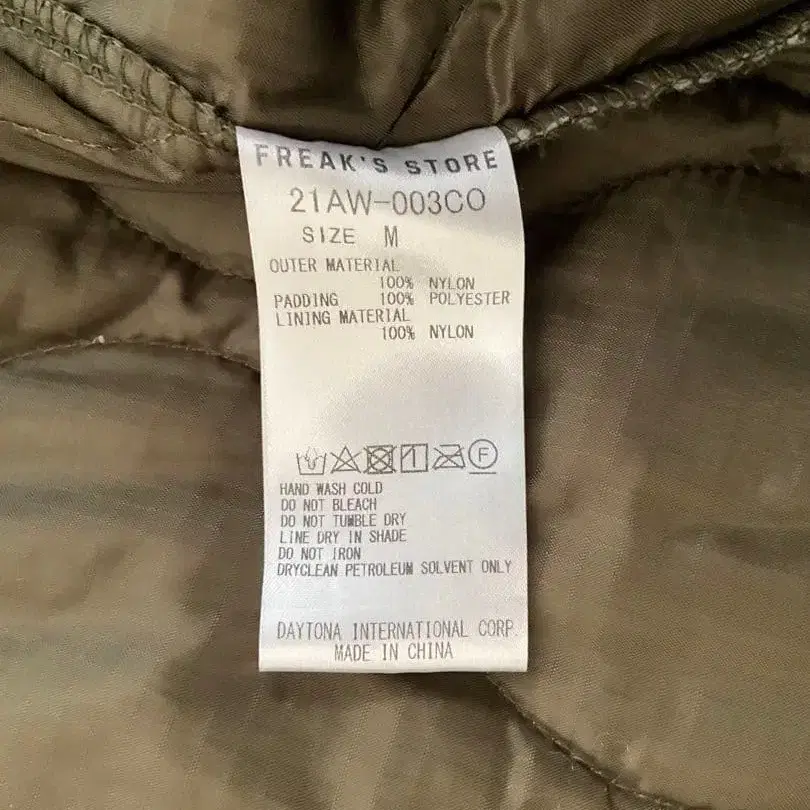 FREAK'S STORE
21AW-003CO
SIZE M
OUTER MATERIAL
100% NYLON
PADDING 100% POLYESTER
LINING MATERIAL
100% NYLON
F
HAND WASH COLD
DO NOT BLEACH
DO NOT TUMBLE DRY
LINE DRY IN SHADE
DO NOT IRON
DRYCLEAN PETROLEUM SOLVENT ONLY
DAYTONA INTERNATIONAL CORP.
MADE IN CHINA